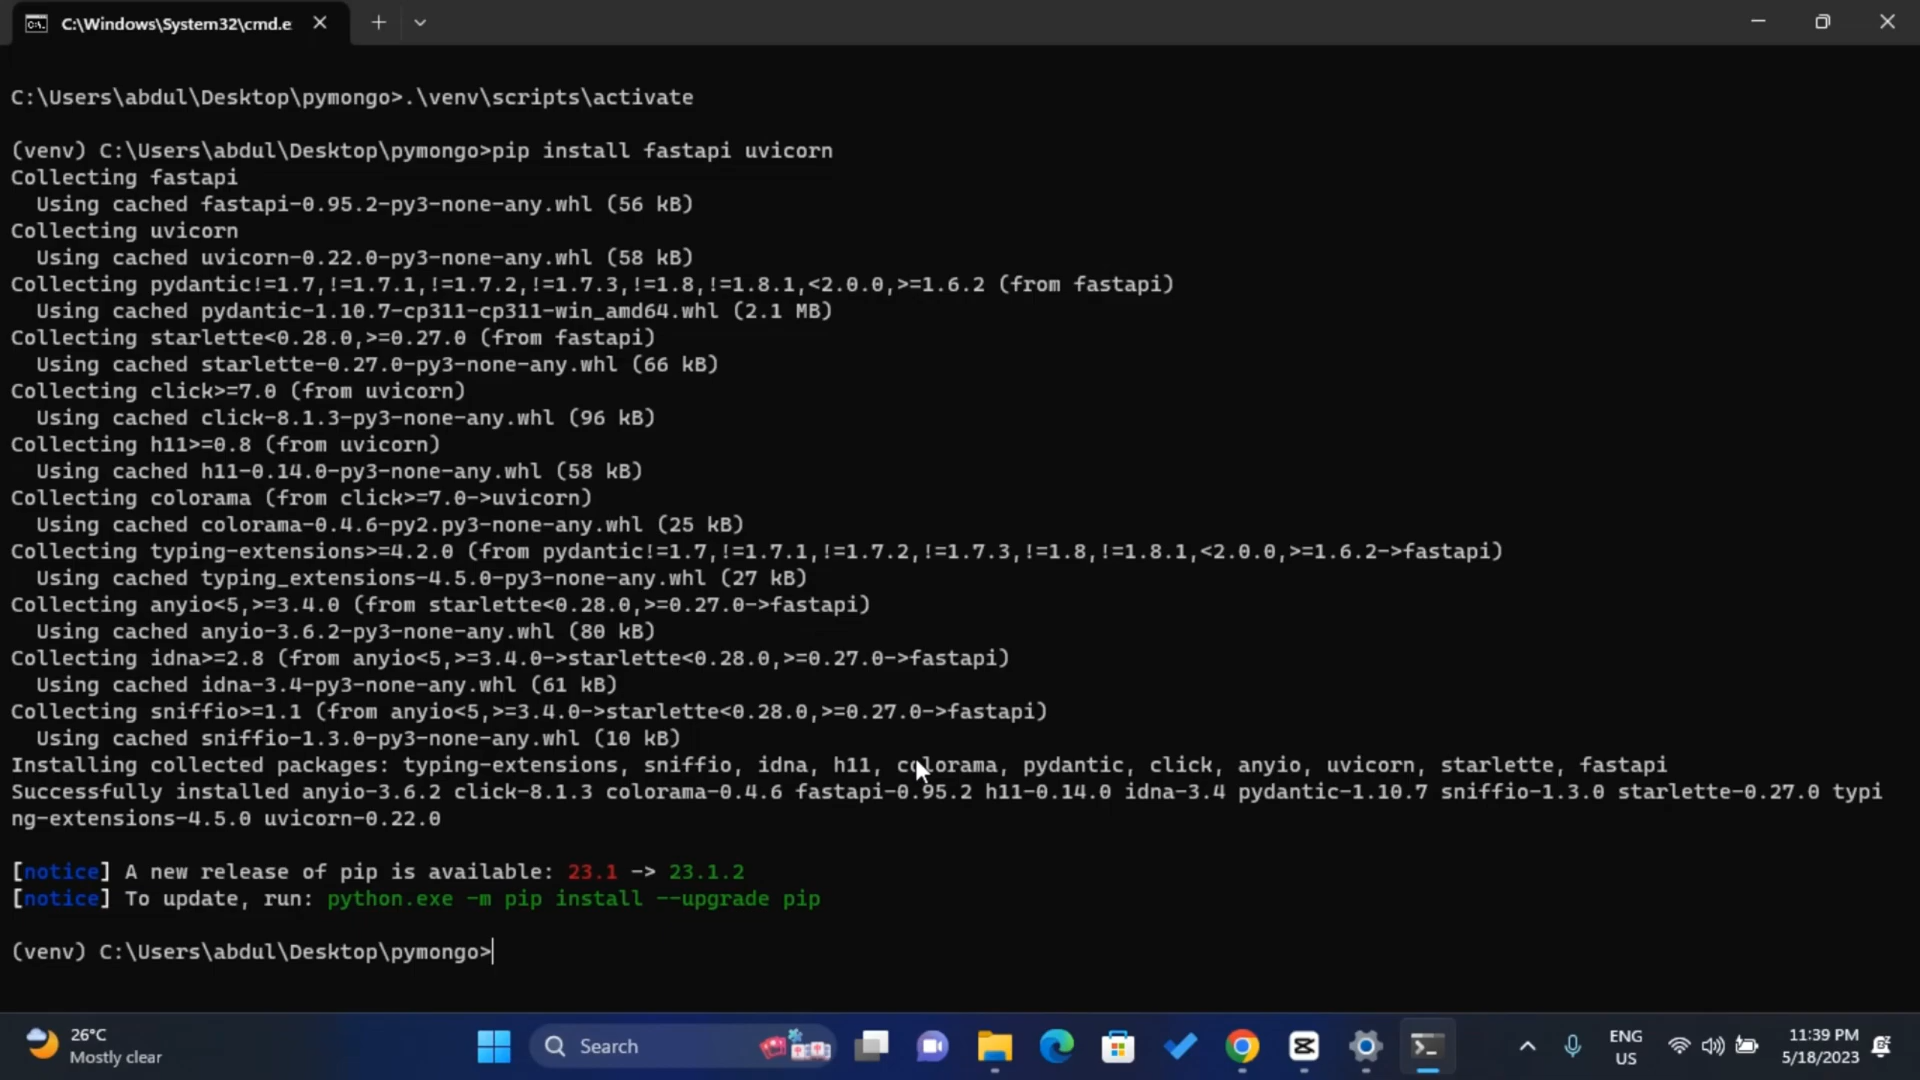 C:\Windows\System32\cmd.e
C:\Users\abdul\Desktop\pymongo>.\venv\scripts\activate
(venv) C:\Users\abdul\Desktop\pymongo>pip install fastapi uvicorn
Collecting fastapi
Using cached fastapi-0.95.2-py3-none-any.whl (56 kB)
Collecting uvicorn
Using cached uvicorn-0.22.0-py3-none-any.whl (58 kB)
Collecting pydantic!=1.7,!=1.7.1,!=1.7.2,!=1.7.3,!=1.8,!=1.8.1,<2.0.0,>=1.6.2 (from fastapi)
Using cached pydantic-1.10.7-cp311-cp311-win_amd64.whl (2.1 MB)
Collecting starlette<0.28.0,>=0.27.0 (from fastapi)
Using cached starlette-0.27.0-py3-none-any.whl (66 kB)
Collecting click>=7.0 (from uvicorn)
Using cached click-8.1.3-py3-none-any.whl (96 kB)
Collecting h11>=0.8 (from uvicorn)
Using cached h11-0.14.0-py3-none-any.whl (58 kB)
Collecting colorama (from click>=7.0->uvicorn)
Using cached colorama-0.4.6-py2.py3-none-any.whl (25 kB)
Collecting typing-extensions>=4.2.0 (from pydantic!=1.7,!=1.7.1,!=1.7.2,!=1.7.3,!=1.8,!=1.8.1,<2.0.0,>=1.6.2->fastapi)
Using cached typing_extensions-4.5.0-py3-none-any.whl (27 kB)
Collecting anyio<5,>=3.4.0 (from starlette<0.28.0,>=0.27.0->fastapi)
Using cached anyio-3.6.2-py3-none-any.whl (80 kB)
Collecting idna>=2.8 (from anyio<5,>=3.4.0->starlette<0.28.0,>=0.27.0->fastapi)
Using cached idna-3.4-py3-none-any.whl (61 kB)
Collecting sniffio>=1.1 (from anyio<5,>=3.4.0->starlette<0.28.0,>=0.27.0->fastapi)
Using cached sniffio-1.3.0-py3-none-any.whl (10 kB)
Installing collected packages: typing-extensions, sniffio, idna, h11, colorama, pydantic, click, anyio, uvicorn, starlette, fastapi
Successfully installed anyio-3.6.2 click-8.1.3 colorama-0.4.6 fastapi-0.95.2 h11-0.14.0 idna-3.4 pydantic-1.10.7 sniffio-1.3.0 starlette-0.27.0 typi
ng-extensions-4.5.0 uvicorn-0.22.0
[notice] A new release of pip is available: 23.1 -> 23.1.2
[notice] To update, run: python.exe -m pip install --upgrade pip
(venv) C:\Users\abdul\Desktop\pymongo>
26°C
Mostly clear
Search
ENG
US
11:39 PM
5/18/2023